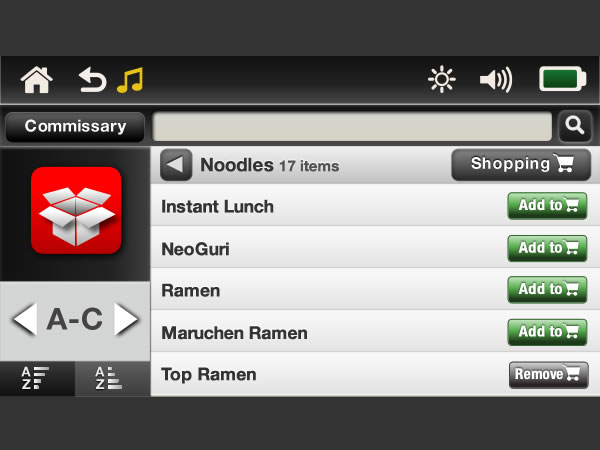 Commissary
Noodles 17 items
Shopping
Instant Lunch
Add to
NeoGuri
Add to
Ramen
Add to
Maruchen Ramen
Add to
Top Ramen
Remove
A-C
A
Z
A
Z